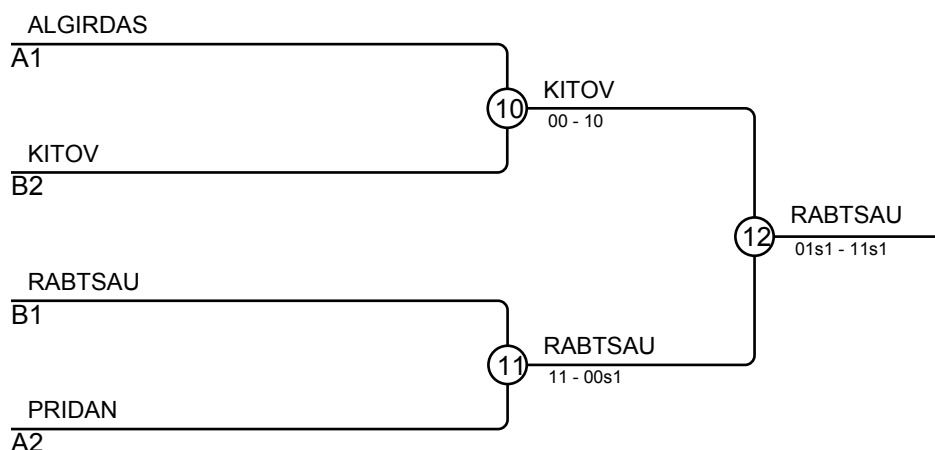 ALGIRDAS
A1
KITOV
10
00 - 10
KITOV
B2
RABTSAU
12
01s1 - 11s1
RABTSAU
B1
RABTSAU
11
11 - 00s1
PRIDAN
A2